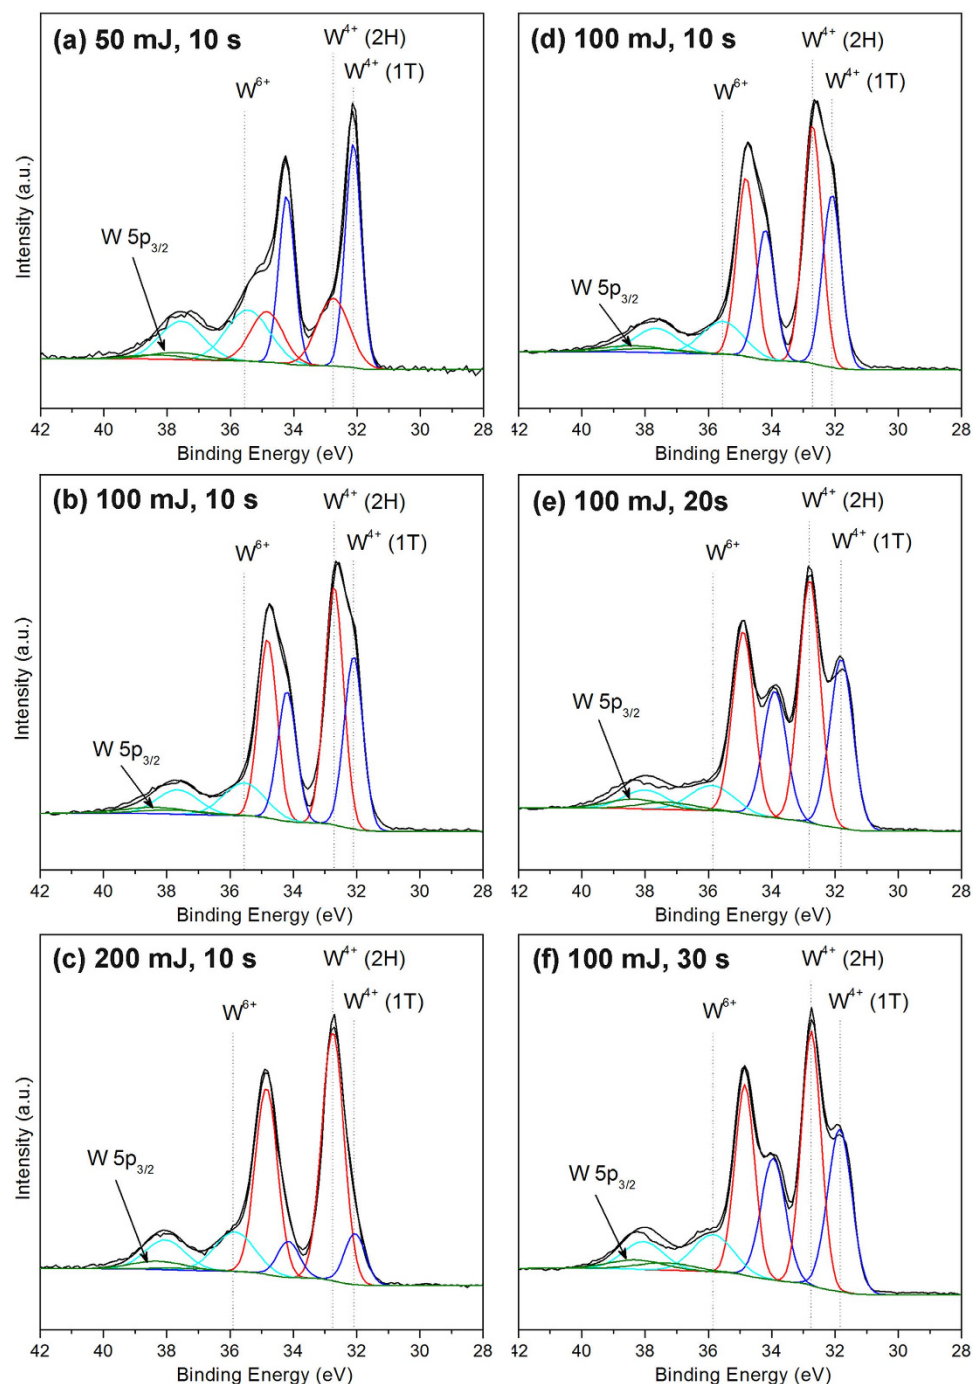 (a) 50 mJ, 10 s
W⁴⁺ (2H)
W⁴⁺ (1T)
W⁶⁺
W 5p₃/₂
Intensity (a.u.)
42 40 38 36 34 32 30 28
Binding Energy (eV)
(b) 100 mJ, 10 s
W⁴⁺ (2H)
W⁴⁺ (1T)
W⁶⁺
W 5p₃/₂
Intensity (a.u.)
42 40 38 36 34 32 30 28
Binding Energy (eV)
(c) 200 mJ, 10 s
W⁴⁺ (2H)
W⁴⁺ (1T)
W⁶⁺
W 5p₃/₂
Intensity (a.u.)
42 40 38 36 34 32 30 28
Binding Energy (eV)
(d) 100 mJ, 10 s
W⁴⁺ (2H)
W⁴⁺ (1T)
W⁶⁺
W 5p₃/₂
42 40 38 36 34 32 30 28
Binding Energy (eV)
(e) 100 mJ, 20s
W⁴⁺ (2H)
W⁴⁺ (1T)
W⁶⁺
W 5p₃/₂
42 40 38 36 34 32 30 28
Binding Energy (eV)
(f) 100 mJ, 30 s
W⁴⁺ (2H)
W⁴⁺ (1T)
W⁶⁺
W 5p₃/₂
42 40 38 36 34 32 30 28
Binding Energy (eV)